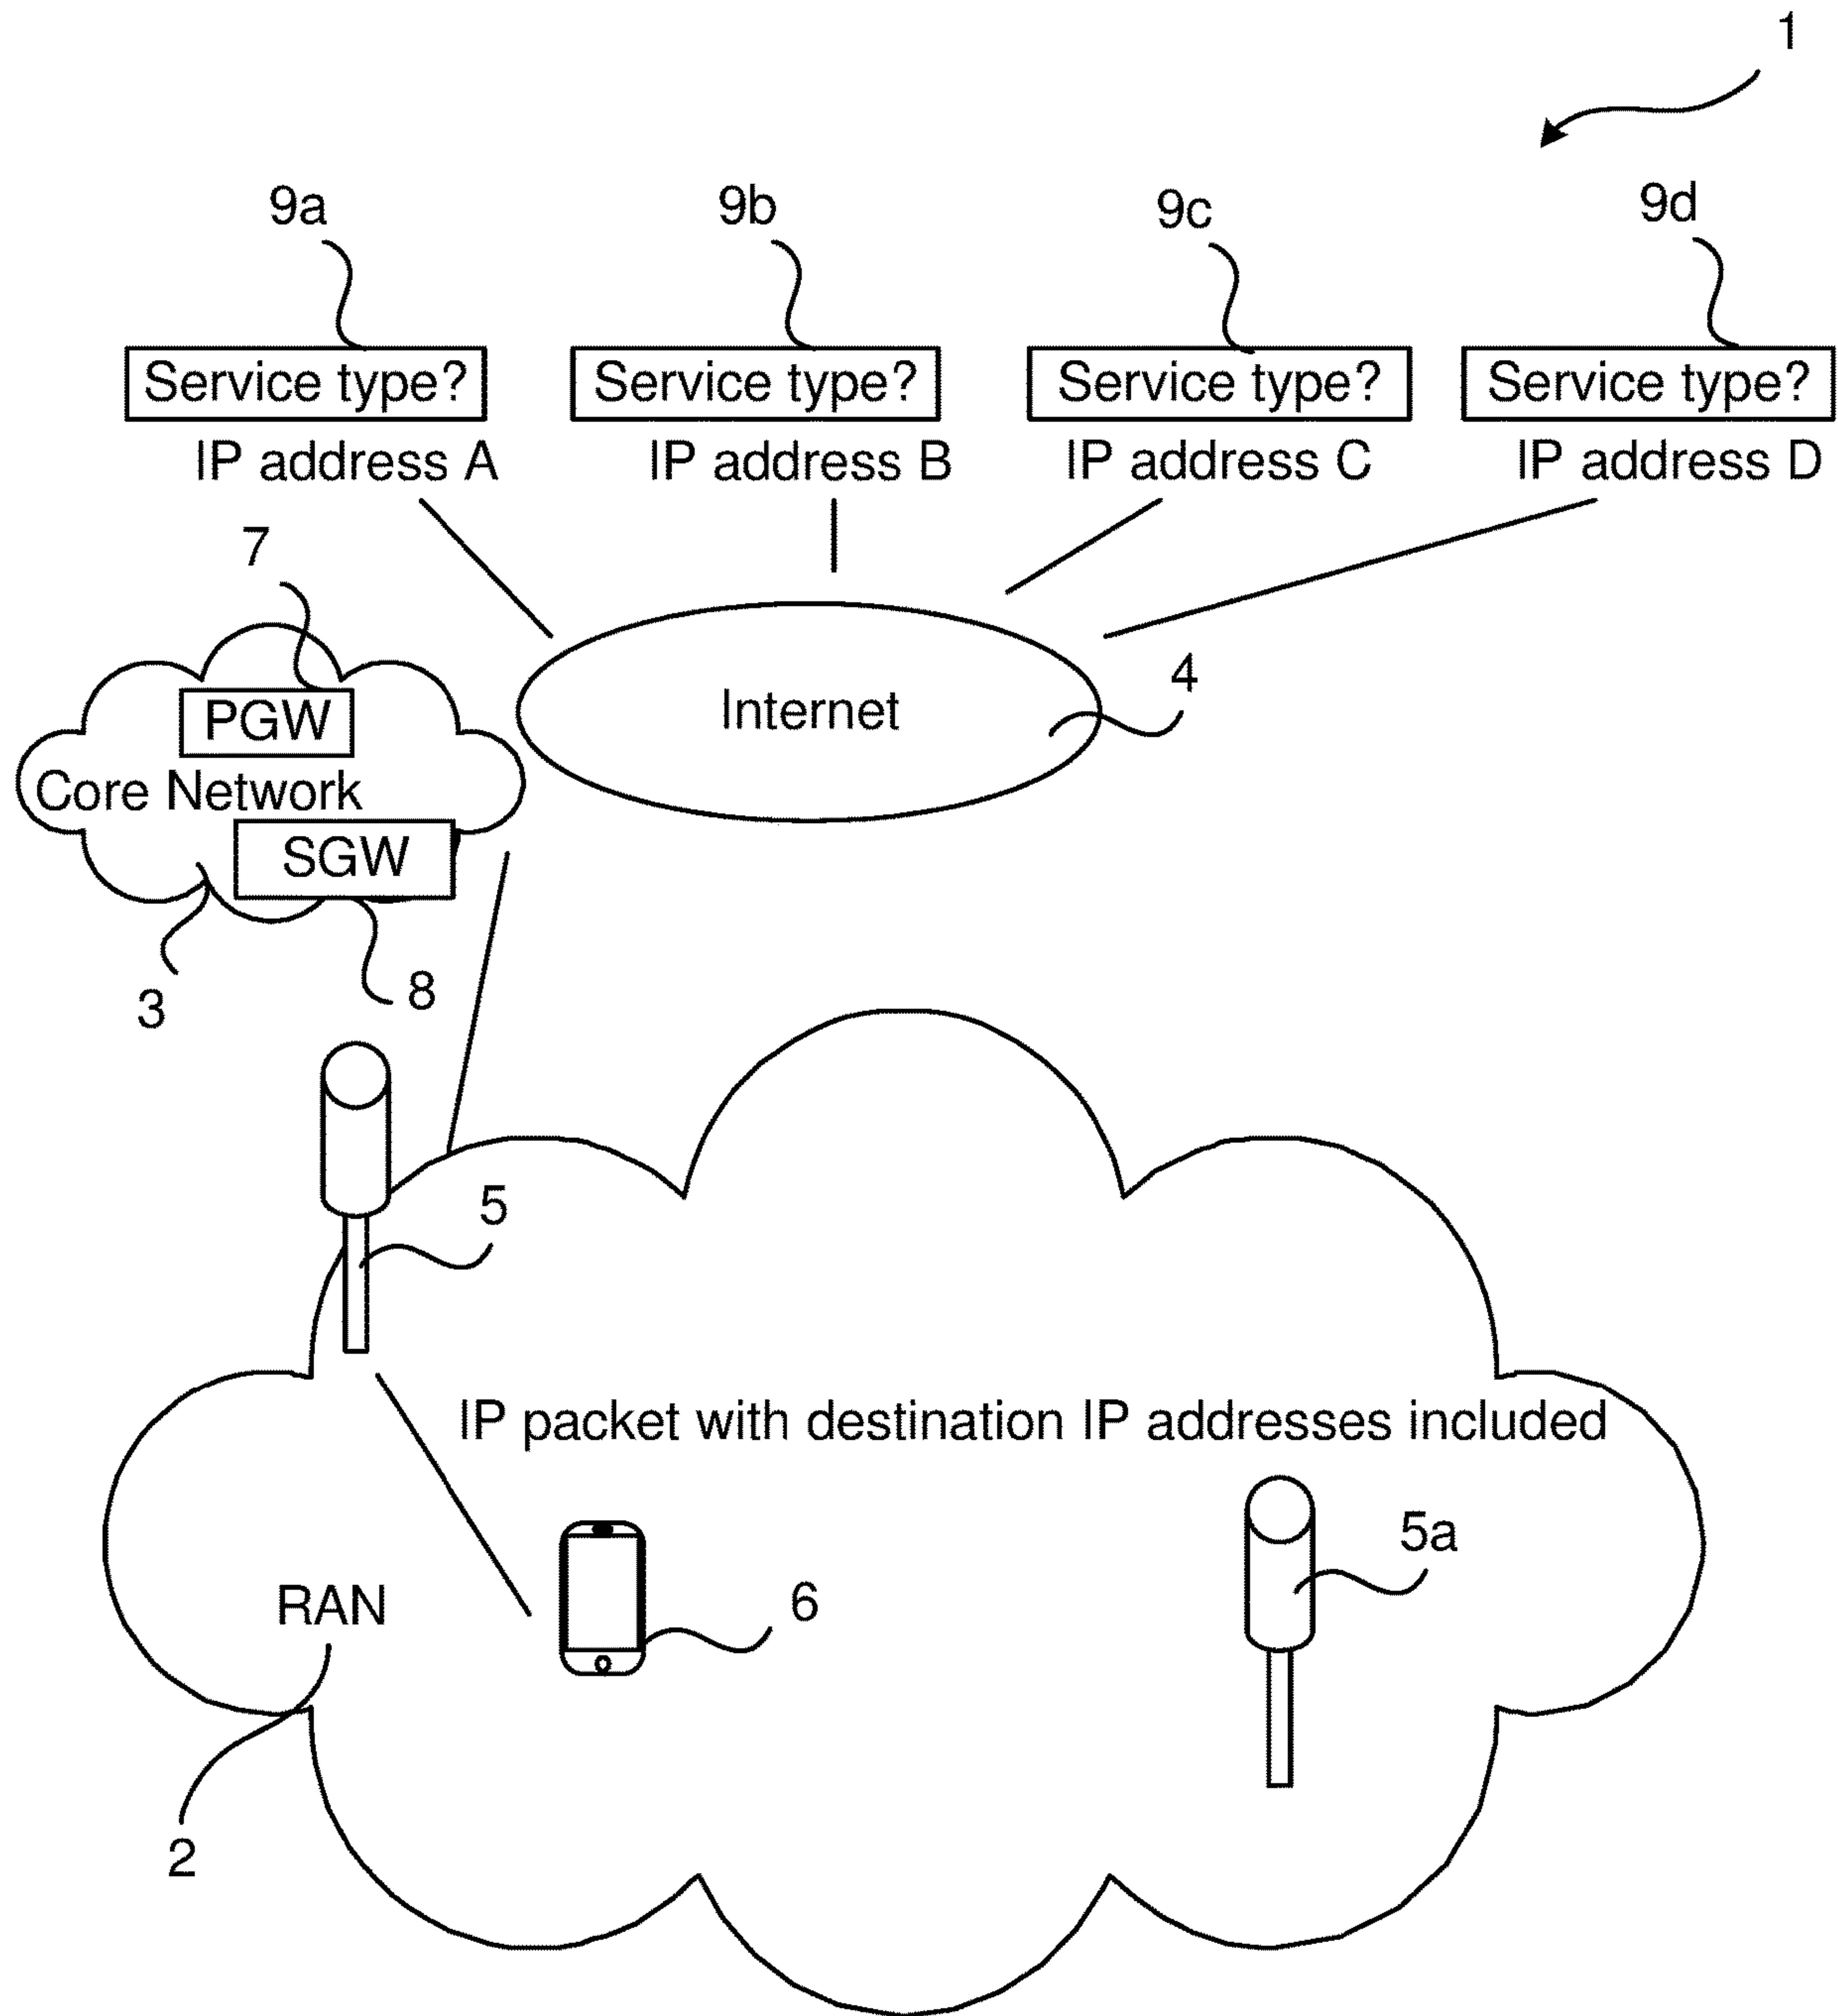 1
9a
9b
9c
9d
Service type?
Service type?
Service type?
Service type?
IP address A
IP address B
IP address C
IP address D
7
4
PGW
Internet
Core Network
SGW
3
8
5
IP packet with destination IP addresses included
5a
RAN
6
2